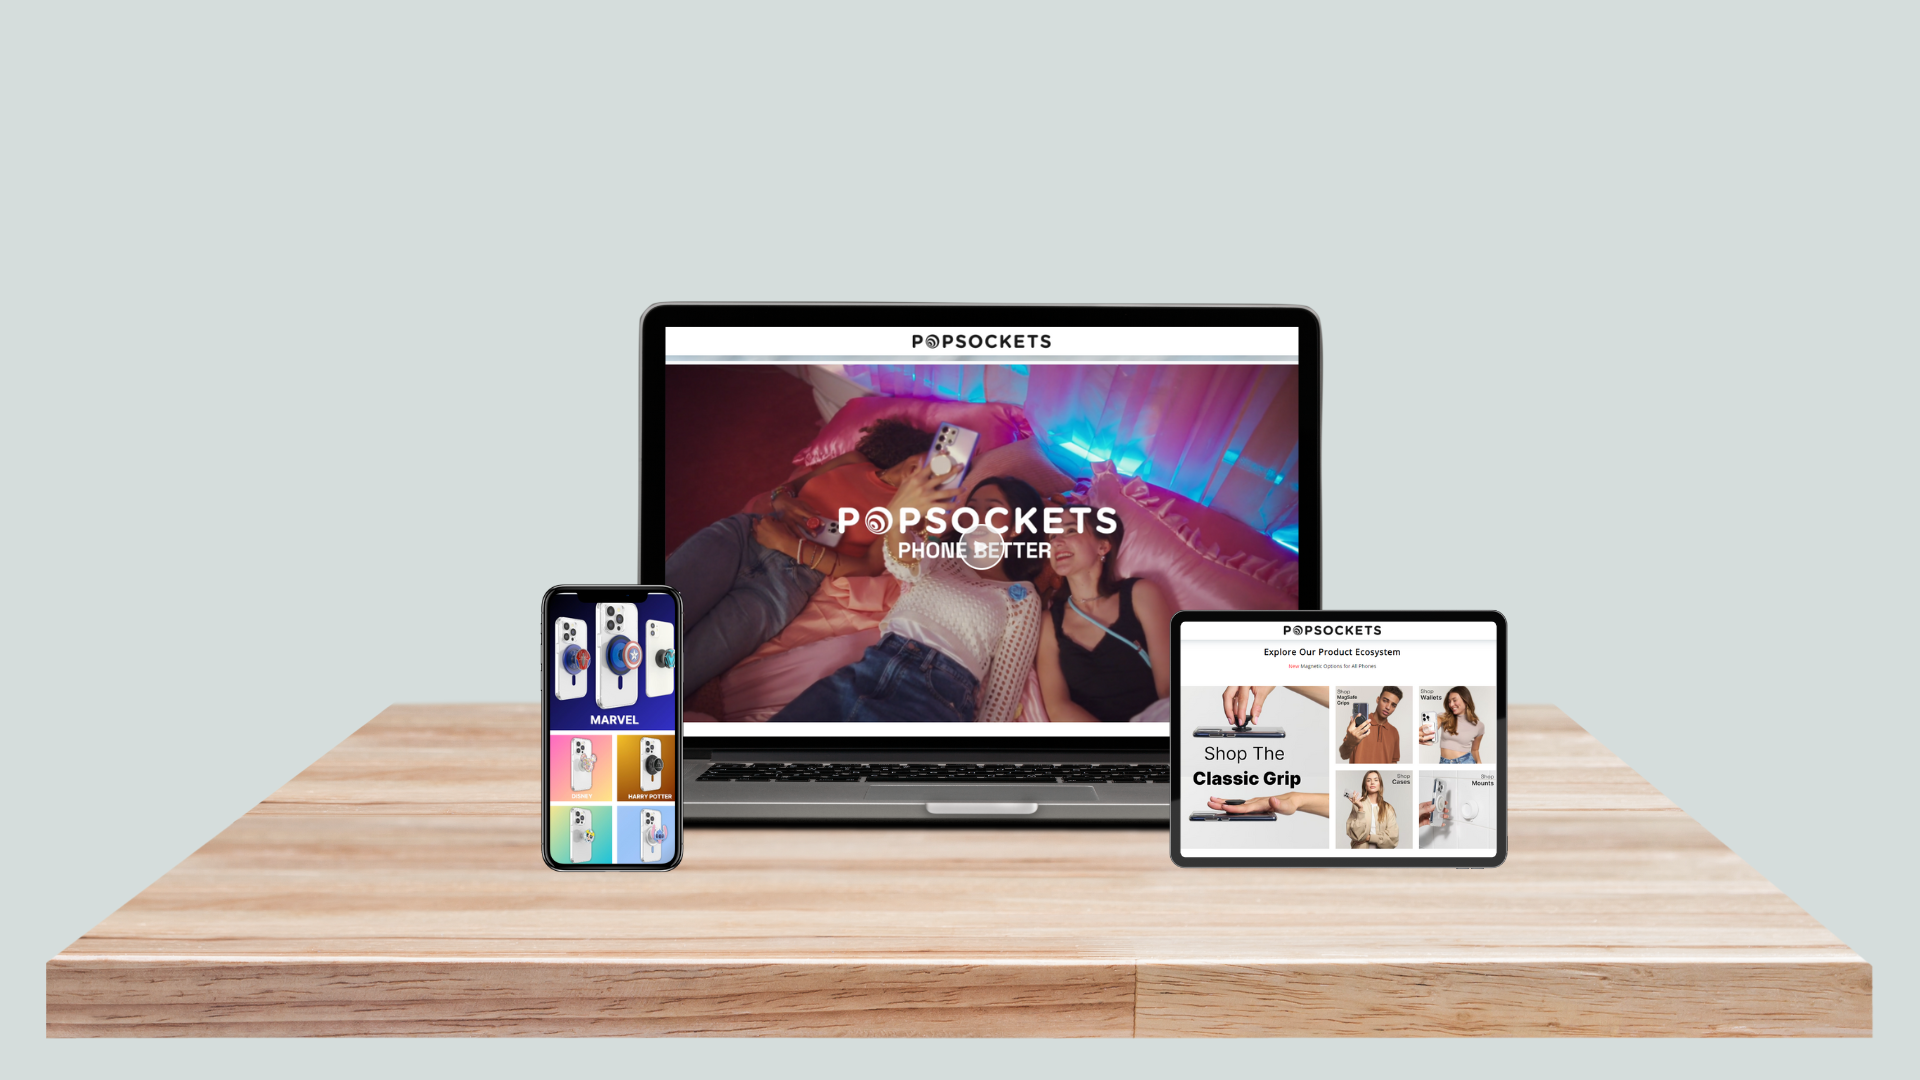 POPSOCKETS
POPSOCKETS
PHONE BETTER
MARVEL
DISNEY
HARRY POTTER
POPSOCKETS
Explore Our Product Ecosystem
New Magnetic Options for All Phones
Shop The
Classic Grip
Shop
MagSafe
Grips
Shop
Wallets
Shop
Cases
Shop
Mounts